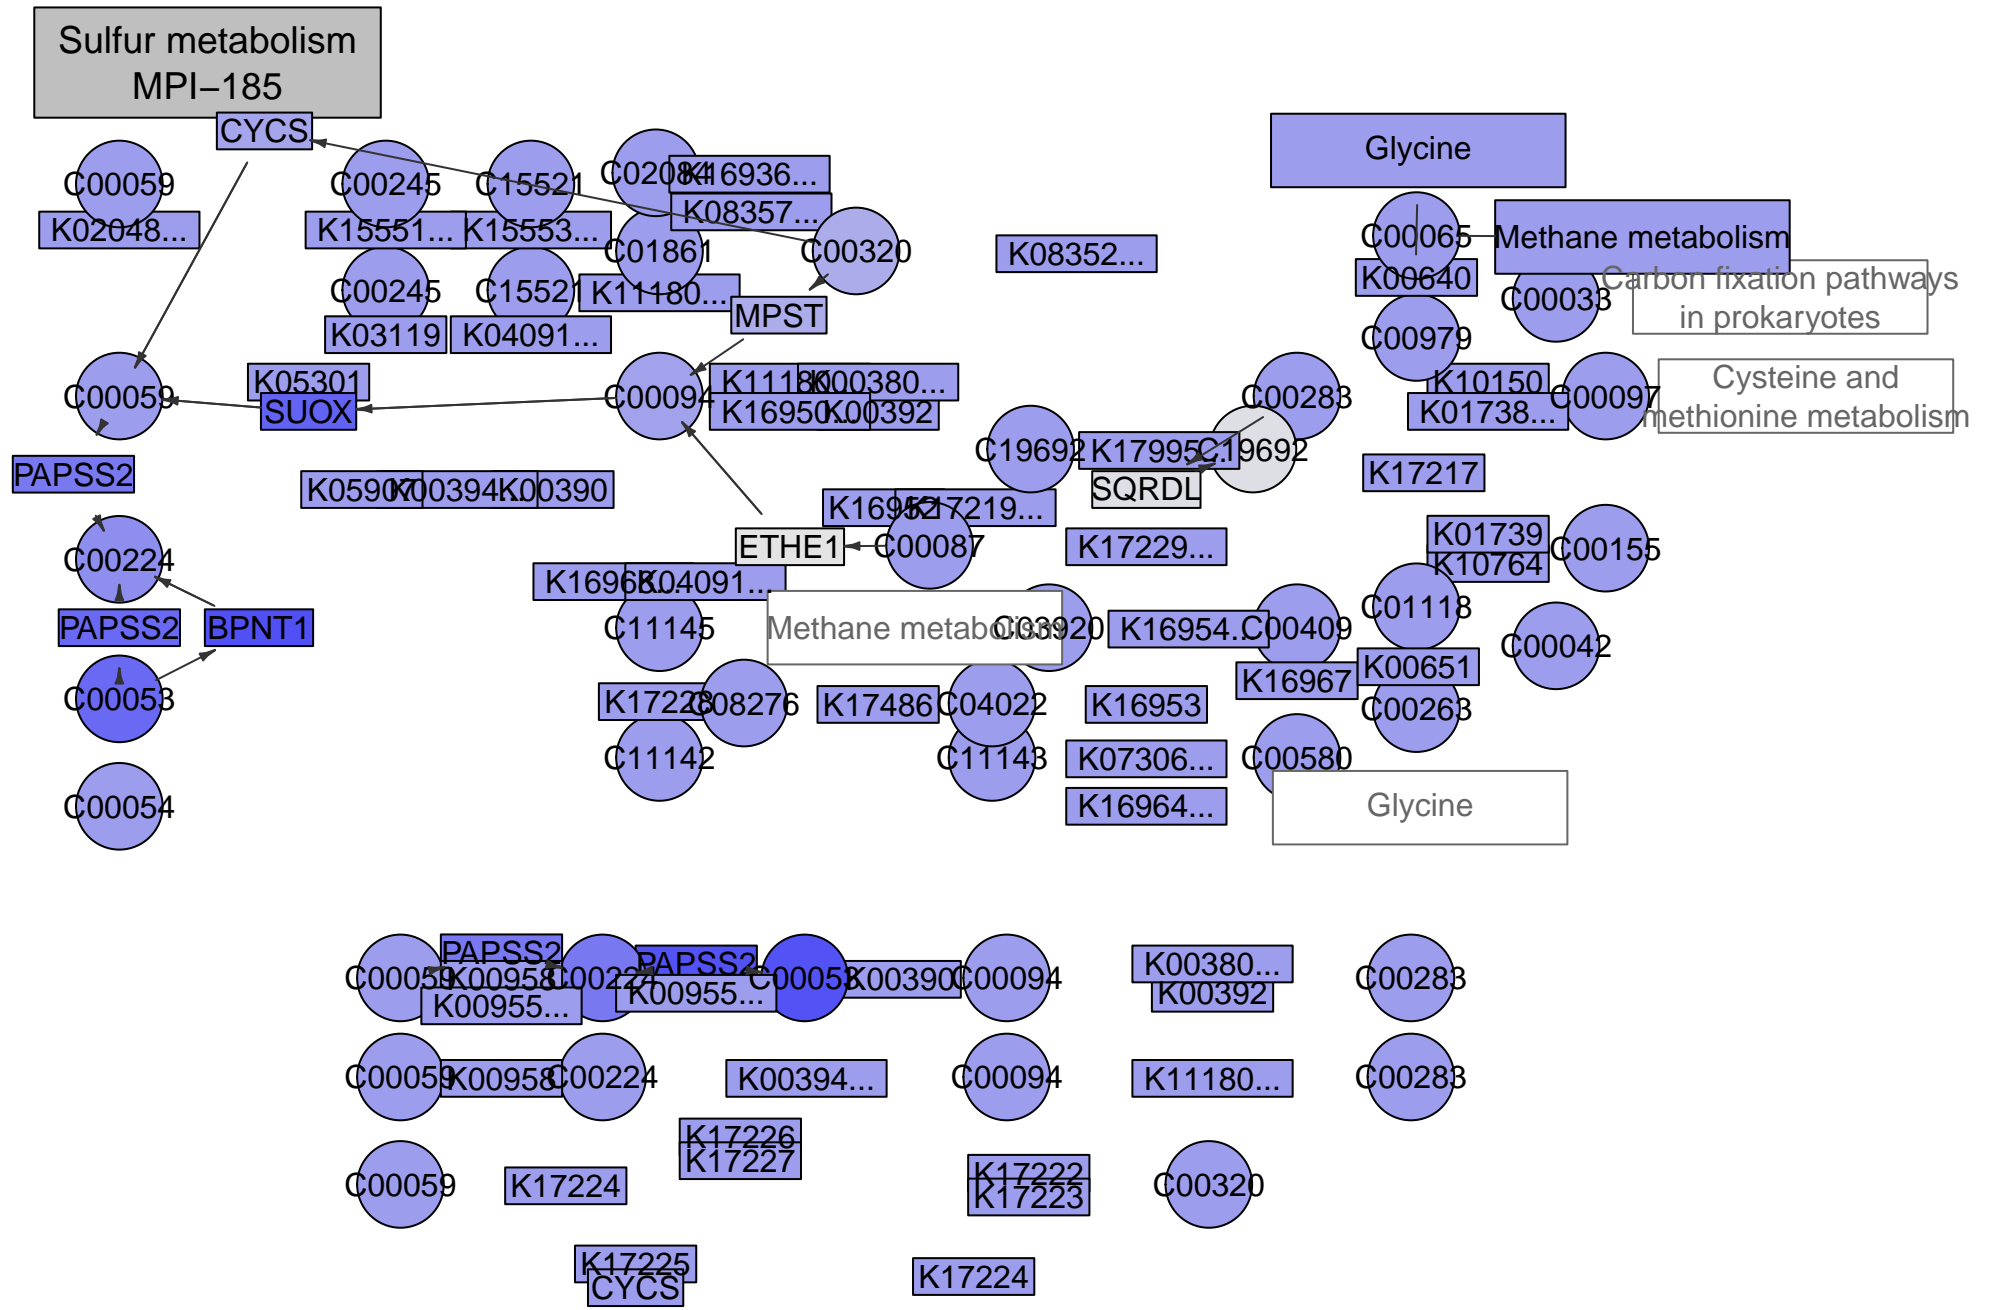 Sulfur metabolism
MPI−185
CYCS
C00059
K02048...
C00245
K15551...
C15521
K15553...
C02084
K16936...
K08357...
C01861
C00320
K11180...
MPST
C00245
K03119
C15521
K04091...
K08352...
Glycine
C00065
Methane metabolism
K00640
C00033
Carbon fixation pathways
in prokaryotes
C00979
C00059
K05301
SUOX
C00094
K11180...
K00380...
K16950...
K00392
C00283
K10150
K01738...
C00097
Cysteine and
methionine metabolism
C19692
K17995...
C19692
SQRDL
K17217
PAPSS2
K05907
K00394...
K00390
K16952
K17219...
C00224
ETHE1
C00087
K17229...
K01739
K10764
C00155
K16968...
K04091...
PAPSS2
BPNT1
C11145
Methane metabolism
C03920
K16954...
C00409
C01118
C00042
C00053
K17228
C08276
K17486
C04022
K16953
K16967
K00651
C00263
C11142
C11143
K07306...
C00580
C00054
K16964...
Glycine
C00059
PAPSS2
K00958
K00955...
C00224
PAPSS2
K00955...
C00053
K00390
C00094
K00380...
K00392
C00283
C00059
K00958
C00224
K00394...
C00094
K11180...
C00283
K17226
K17227
C00059
K17224
K17222
K17223
C00320
K17225
CYCS
K17224